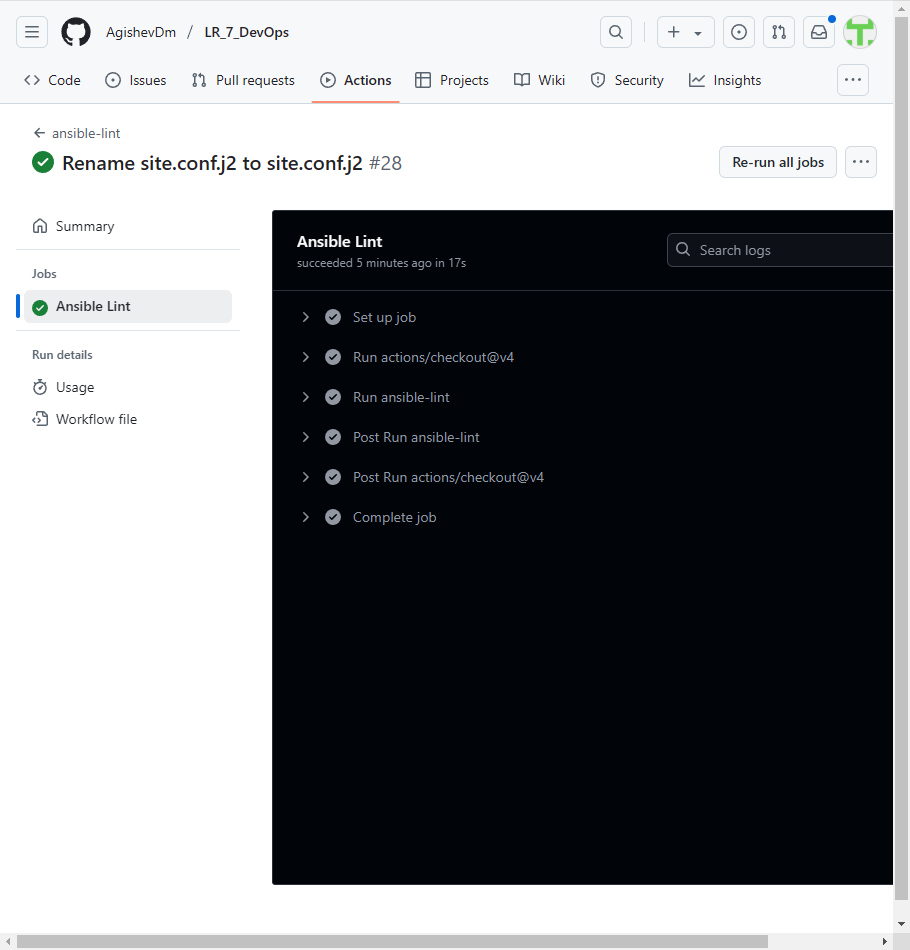 AgishevDm / LR_7_DevOps
Code Issues Pull requests Actions Projects Wiki Security Insights
ansible-lint
Rename site.conf.j2 to site.conf.j2 #28
Re-run all jobs
Summary
Jobs
Ansible Lint
Run details
Usage
Workflow file
Ansible Lint
succeeded 5 minutes ago in 17s
Search logs
Set up job
Run actions/checkout@v4
Run ansible-lint
Post Run ansible-lint
Post Run actions/checkout@v4
Complete job